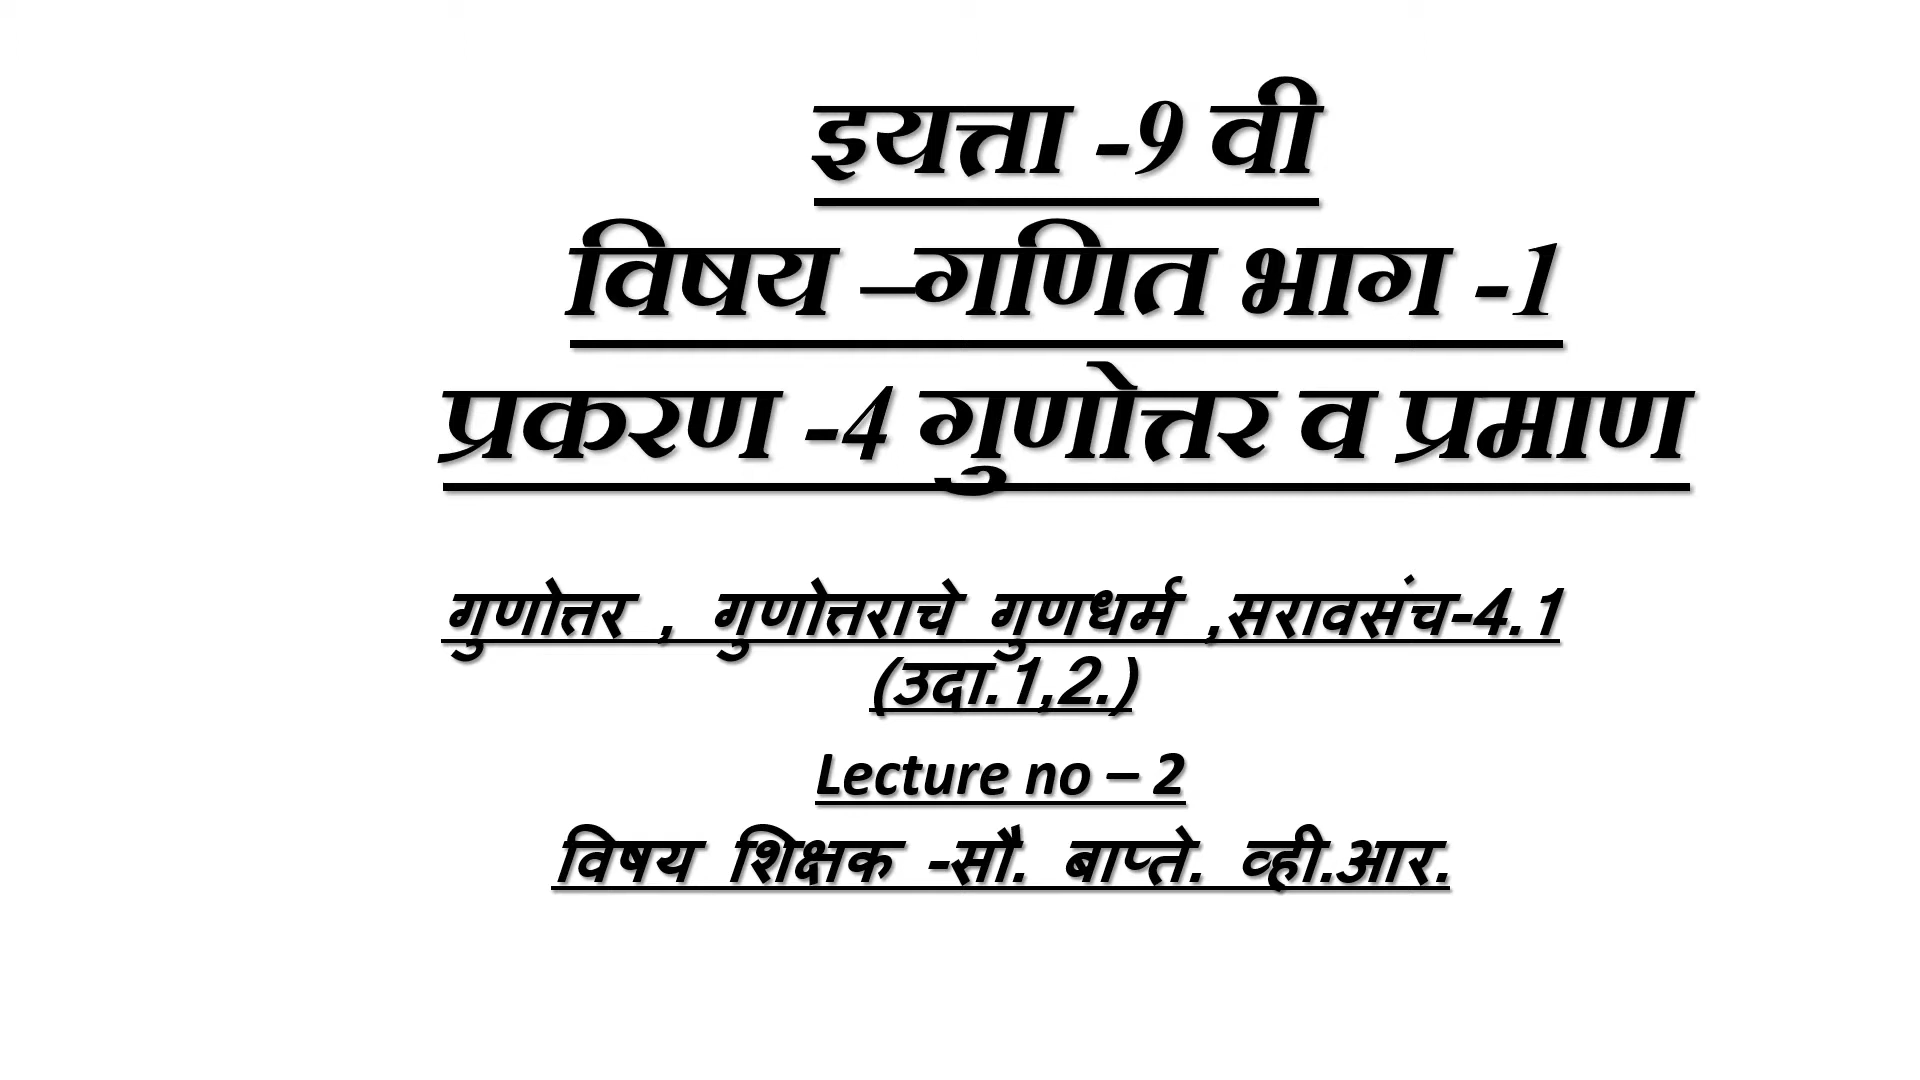 इयत्ता -9 वी
विषय –गणित भाग -1
प्रकरण -4 गुणोत्तर व प्रमाण
गुणोत्तर , गुणोत्तराचे गुणधर्म ,सरावसंच-4.1
(उदा.1,2.)
Lecture no – 2
विषय शिक्षक -सौ. बाप्ते. व्ही.आर.